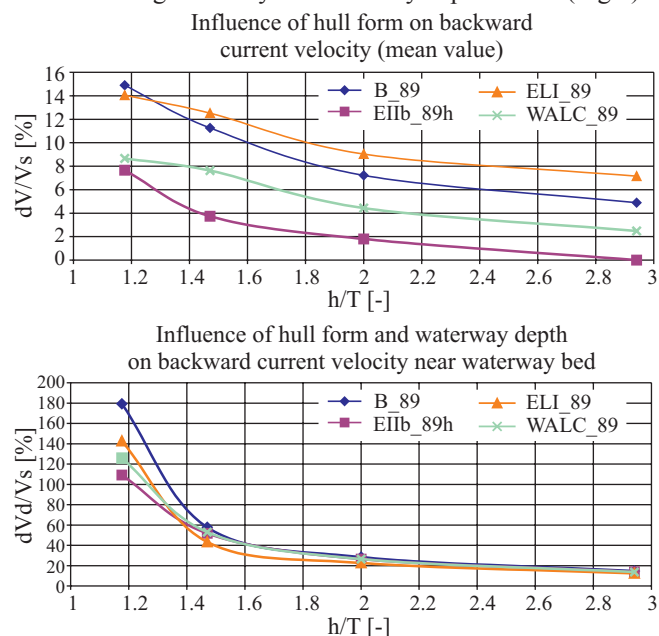 Influence of hull form on backward
current velocity (mean value)
16
14
12
10
8
6
4
2
0
dV/Vs [%]
B_89
ELI_89
EIIb_89h
WALC_89
1 1.2 1.4 1.6 1.8 2 2.2 2.4 2.6 2.8 3
h/T [-]
Influence of hull form and waterway depth
on backward current velocity near waterway bed
200
180
160
140
120
100
80
60
40
20
0
dVd/Vs [%]
B_89
ELI_89
EIIb_89h
WALC_89
1 1.2 1.4 1.6 1.8 2 2.2 2.4 2.6 2.8 3
h/T [-]